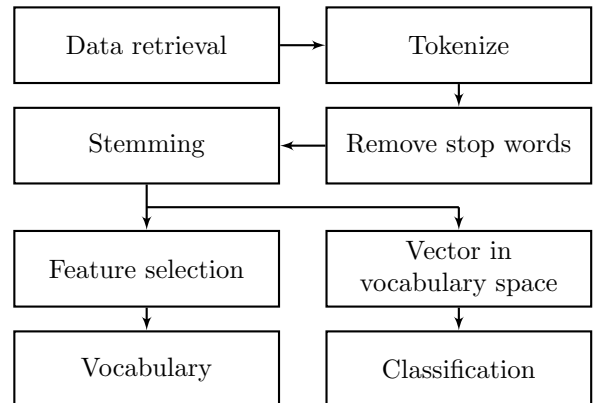 Data retrieval
Tokenize
Stemming
Remove stop words
Feature selection
Vector in
vocabulary space
Vocabulary
Classification